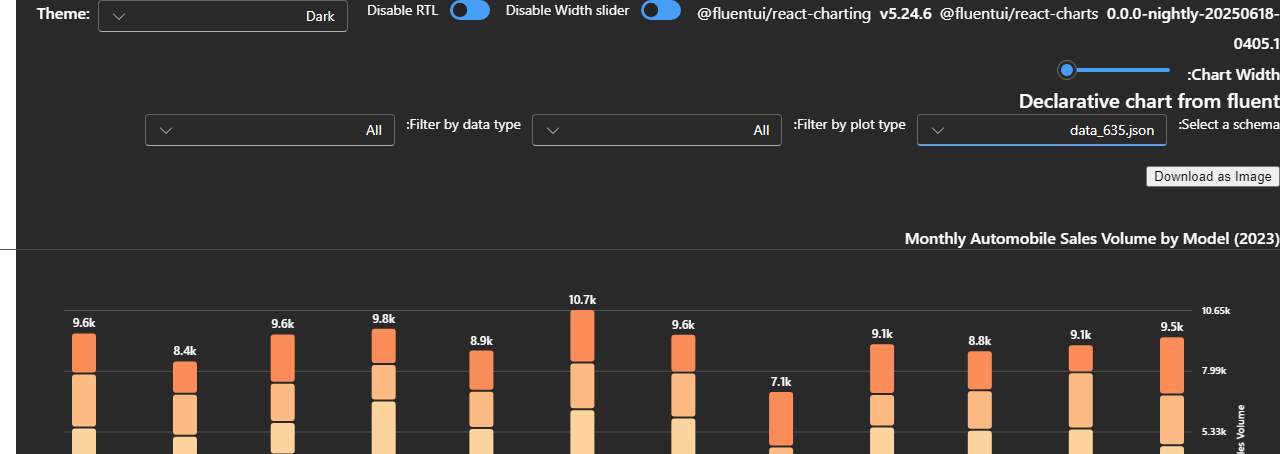 Theme:
Dark
Disable RTL
Disable Width slider
@fluentui/react-charting v5.24.6 @fluentui/react-charts 0.0.0-nightly-20250618-
0405.1
:Chart Width
Declarative chart from fluent
:Select a schema
data_635.json
:Filter by plot type
All
:Filter by data type
All
Download as Image
Monthly Automobile Sales Volume by Model (2023)
9.6k
8.4k
9.6k
9.8k
8.9k
10.7k
9.6k
7.1k
9.1k
8.8k
9.1k
9.5k
10.65k
7.99k
5.33k
Volume